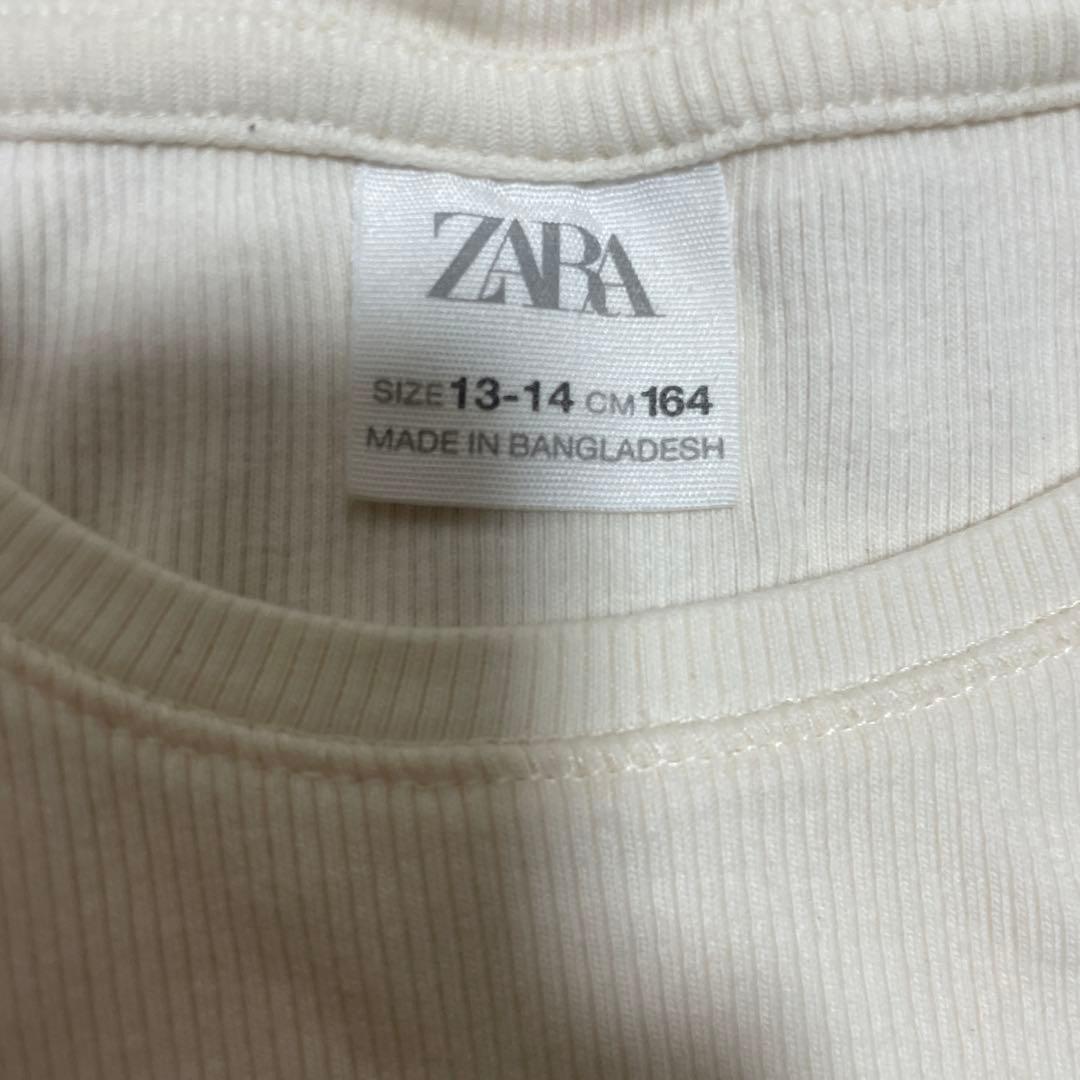 ZARA
SIZE 13-14 CM 164
MADE IN BANGLADESH